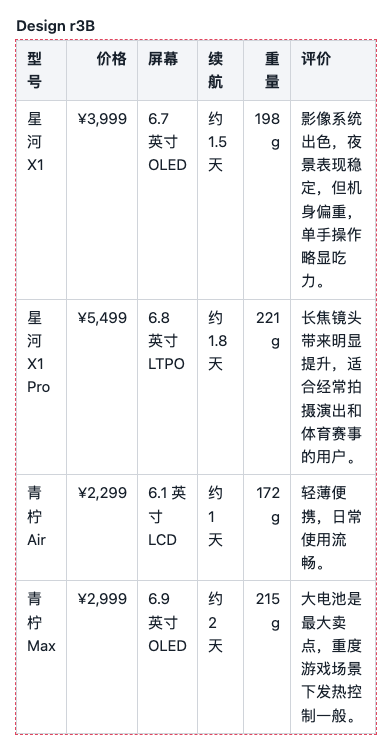 Design r3B
型号 价格 屏幕 续航 重量 评价
星河 X1 ¥3,999 6.7 英寸 OLED 约 1.5 天 198 g 影像系统出色，夜景表现稳定，但机身偏重，单手操作略显吃力。
星河 X1 Pro ¥5,499 6.8 英寸 LTPO 约 1.8 天 221 g 长焦镜头带来明显提升，适合经常拍摄演出和体育赛事的用户。
青柠 Air ¥2,299 6.1 英寸 LCD 约 1 天 172 g 轻薄便携，日常使用流畅。
青柠 Max ¥2,999 6.9 英寸 OLED 约 2 天 215 g 大电池是最大卖点，重度游戏场景下发热控制一般。